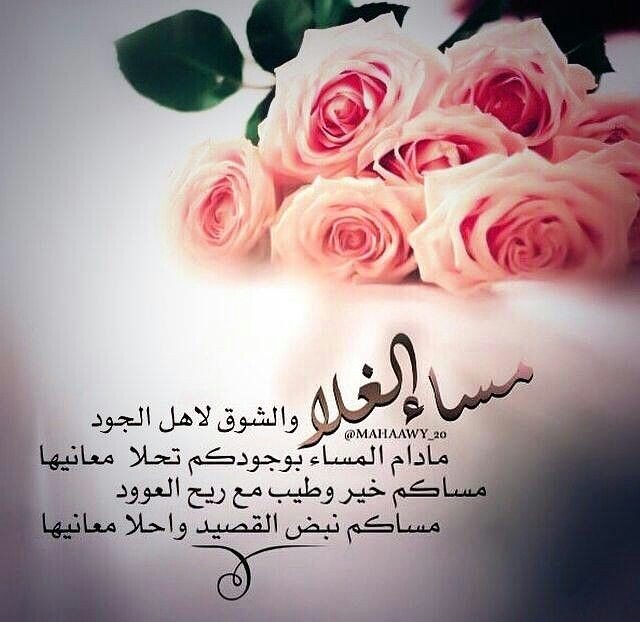 مساء الغلا والشوق لاهل الجود
@MAHAAWY_20
مادام المساء بوجودكم تحلا معانيها
مساكم خير وطيب مع ريح العوود
مساكم نبض القصيد واحلا معانيها